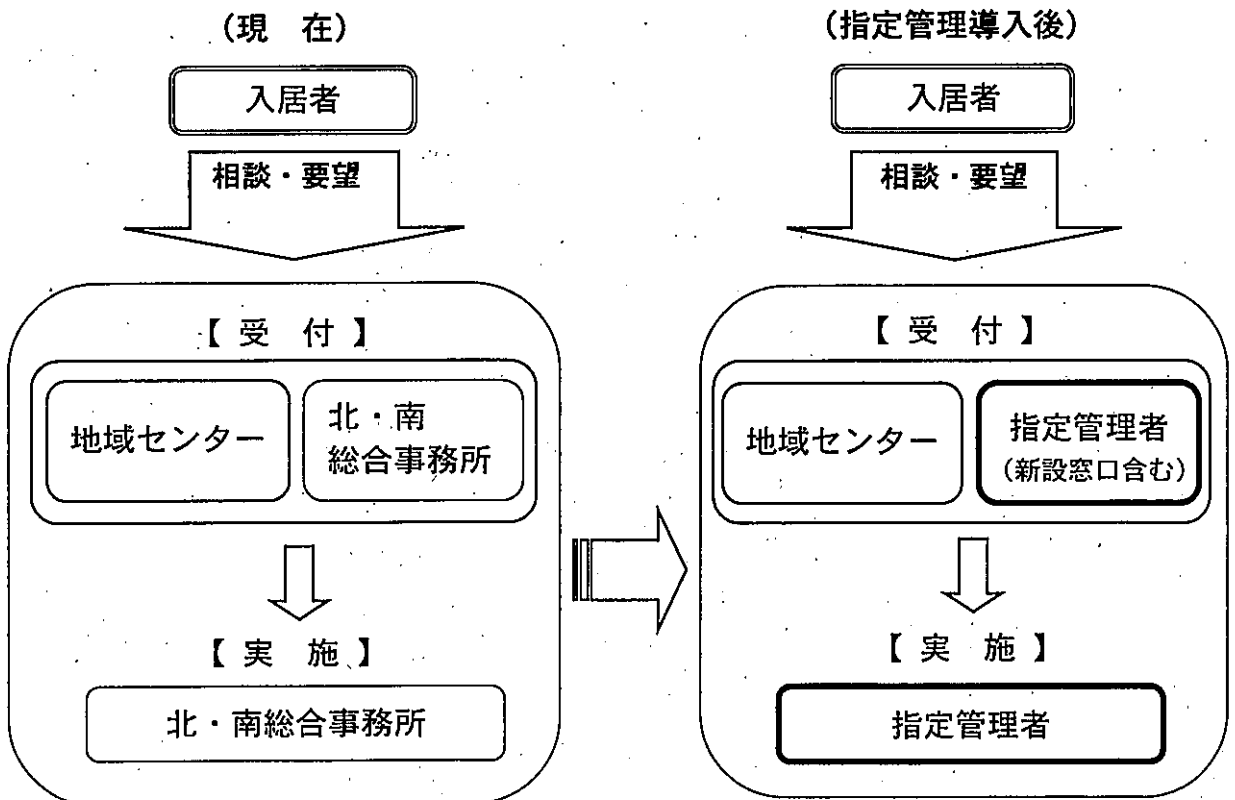 (現 在)
入居者
相談・要望
【 受 付 】
地域センター
北・南
総合事務所
【 実 施 】
北・南総合事務所
(指定管理導入後)
入居者
相談・要望
【 受 付 】
地域センター
指定管理者
(新設窓口含む)
【 実 施 】
指定管理者